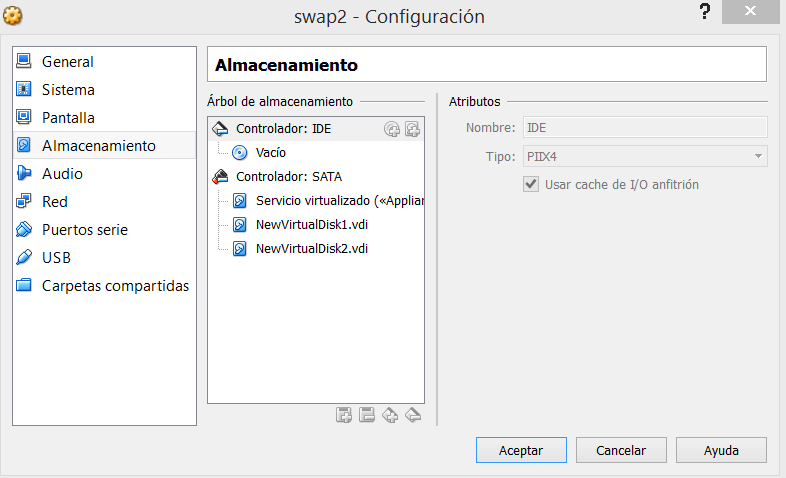 swap2 - Configuración
?
General
Sistema
Pantalla
Almacenamiento
Audio
Red
Puertos serie
USB
Carpetas compartidas
Almacenamiento
Árbol de almacenamiento
Controlador: IDE
Vacío
Controlador: SATA
Servicio virtualizado («Applian
NewVirtualDisk1.vdi
NewVirtualDisk2.vdi
Atributos
Nombre: IDE
Tipo: PIIX4
Usar cache de I/O anfitrión
Aceptar
Cancelar
Ayuda